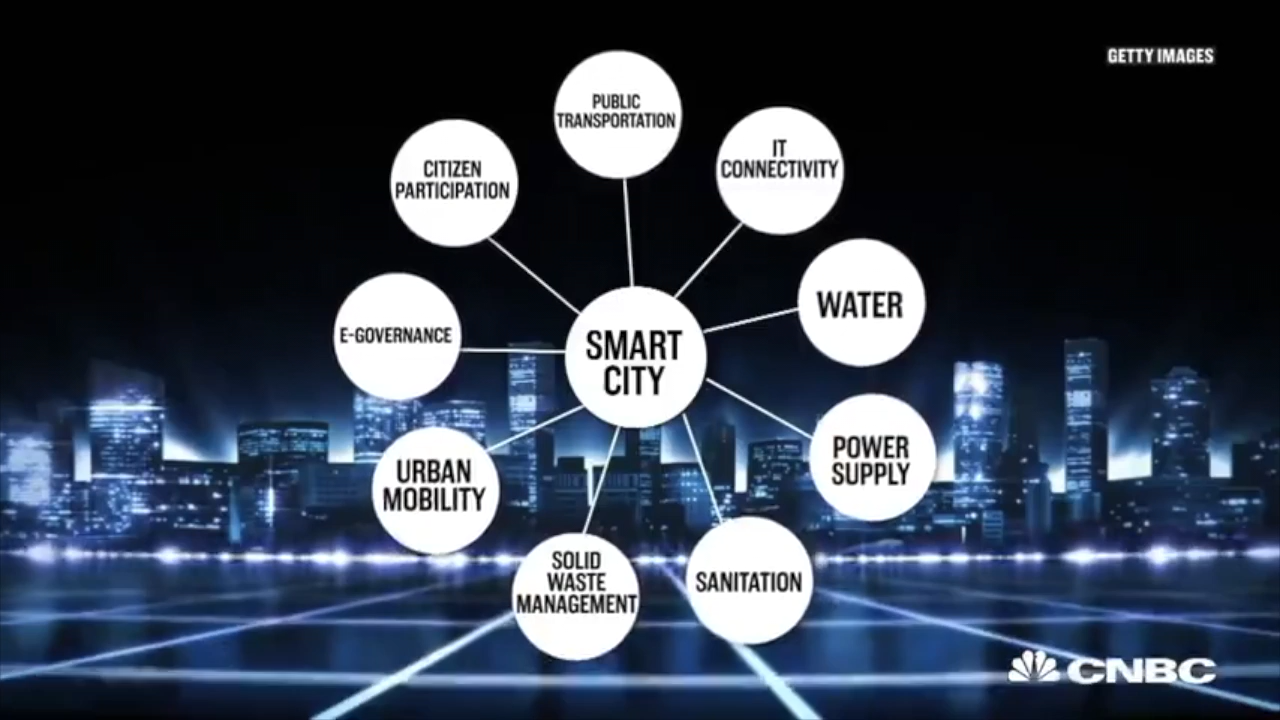 GETTY IMAGES
PUBLIC
TRANSPORTATION
IT
CONNECTIVITY
CITIZEN
PARTICIPATION
WATER
E-GOVERNANCE
SMART
CITY
POWER
SUPPLY
URBAN
MOBILITY
SOLID
WASTE
MANAGEMENT
SANITATION
CNBC